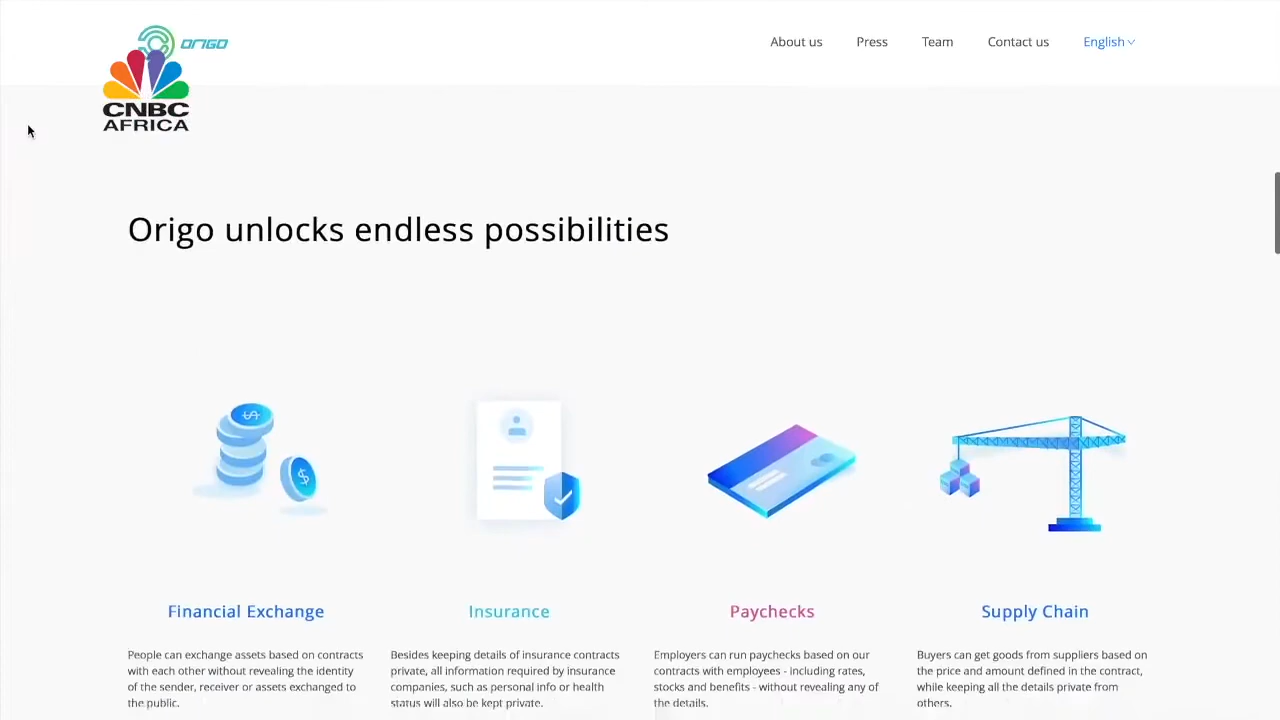 ORIGO
About us
Press
Team
Contact us
English
CNBC
AFRICA
Origo unlocks endless possibilities
$
$
Financial Exchange
Insurance
Paychecks
Supply Chain
People can exchange assets based on contracts
with each other without revealing the identity
of the sender, receiver or assets exchanged to
the public.
Besides keeping details of insurance contracts
private, all information required by insurance
companies, such as personal info or health
status will also be kept private.
Employers can run paychecks based on our
contracts with employees - including rates,
stocks and benefits - without revealing any of
the details.
Buyers can get goods from suppliers based on
the price and amount defined in the contract,
while keeping all the details private from
others.